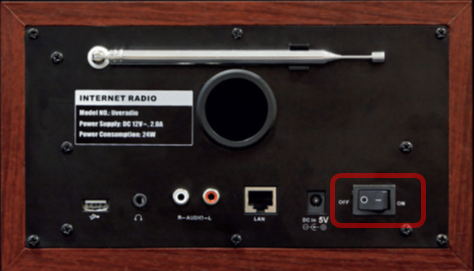 INTERNET RADIO
Model NO.: liveradio
Power Supply: DC 12V⎓, 2.0A
Power Consumption: 24W
OFF
ON
R-AUDIO-L
LAN
DC in 5V